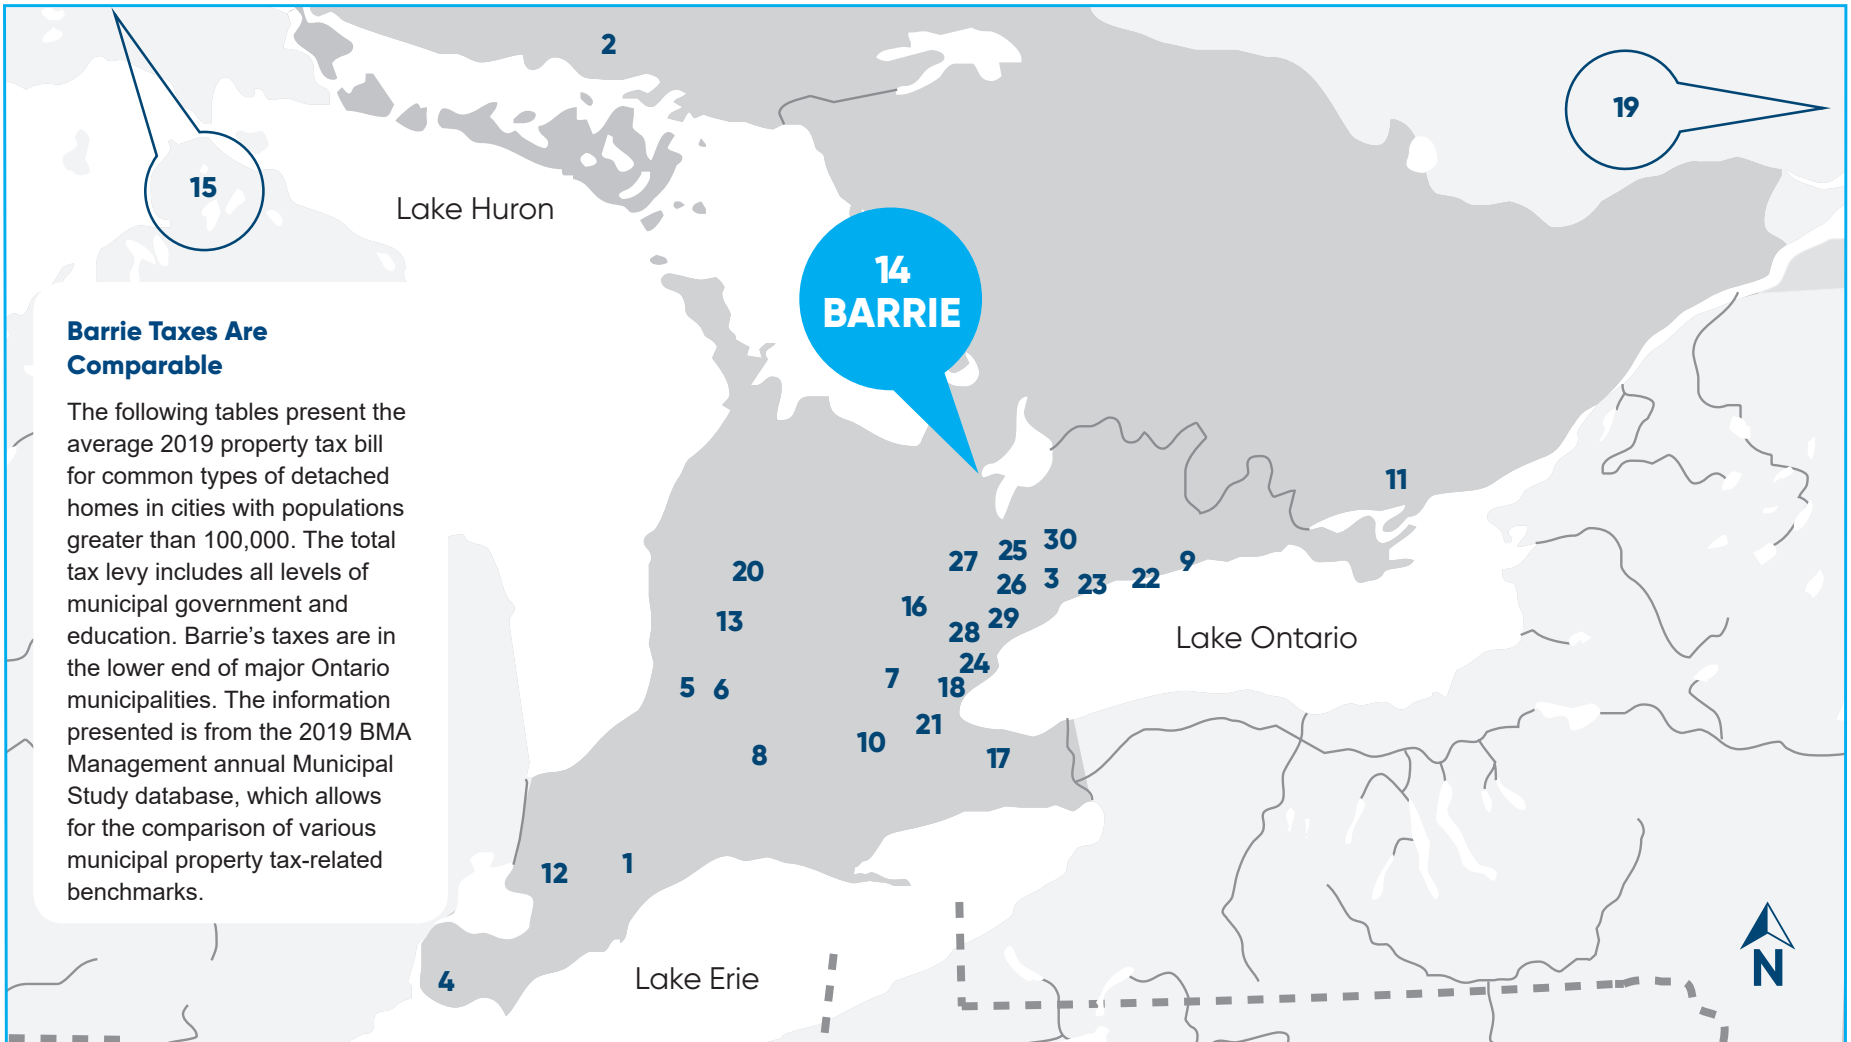 2
19
15
Lake Huron
14
BARRIE
Barrie Taxes Are
Comparable
The following tables present the
average 2019 property tax bill
for common types of detached
homes in cities with populations
greater than 100,000. The total
tax levy includes all levels of
municipal government and
education. Barrie’s taxes are in
the lower end of major Ontario
municipalities. The information
presented is from the 2019 BMA
Management annual Municipal
Study database, which allows
for the comparison of various
municipal property tax-related
benchmarks.
11
30
25
27
9
20
3
22
26
23
16
29
13
28
Lake Ontario
24
7
18
5
6
21
10
8
17
1
12
4
Lake Erie
N